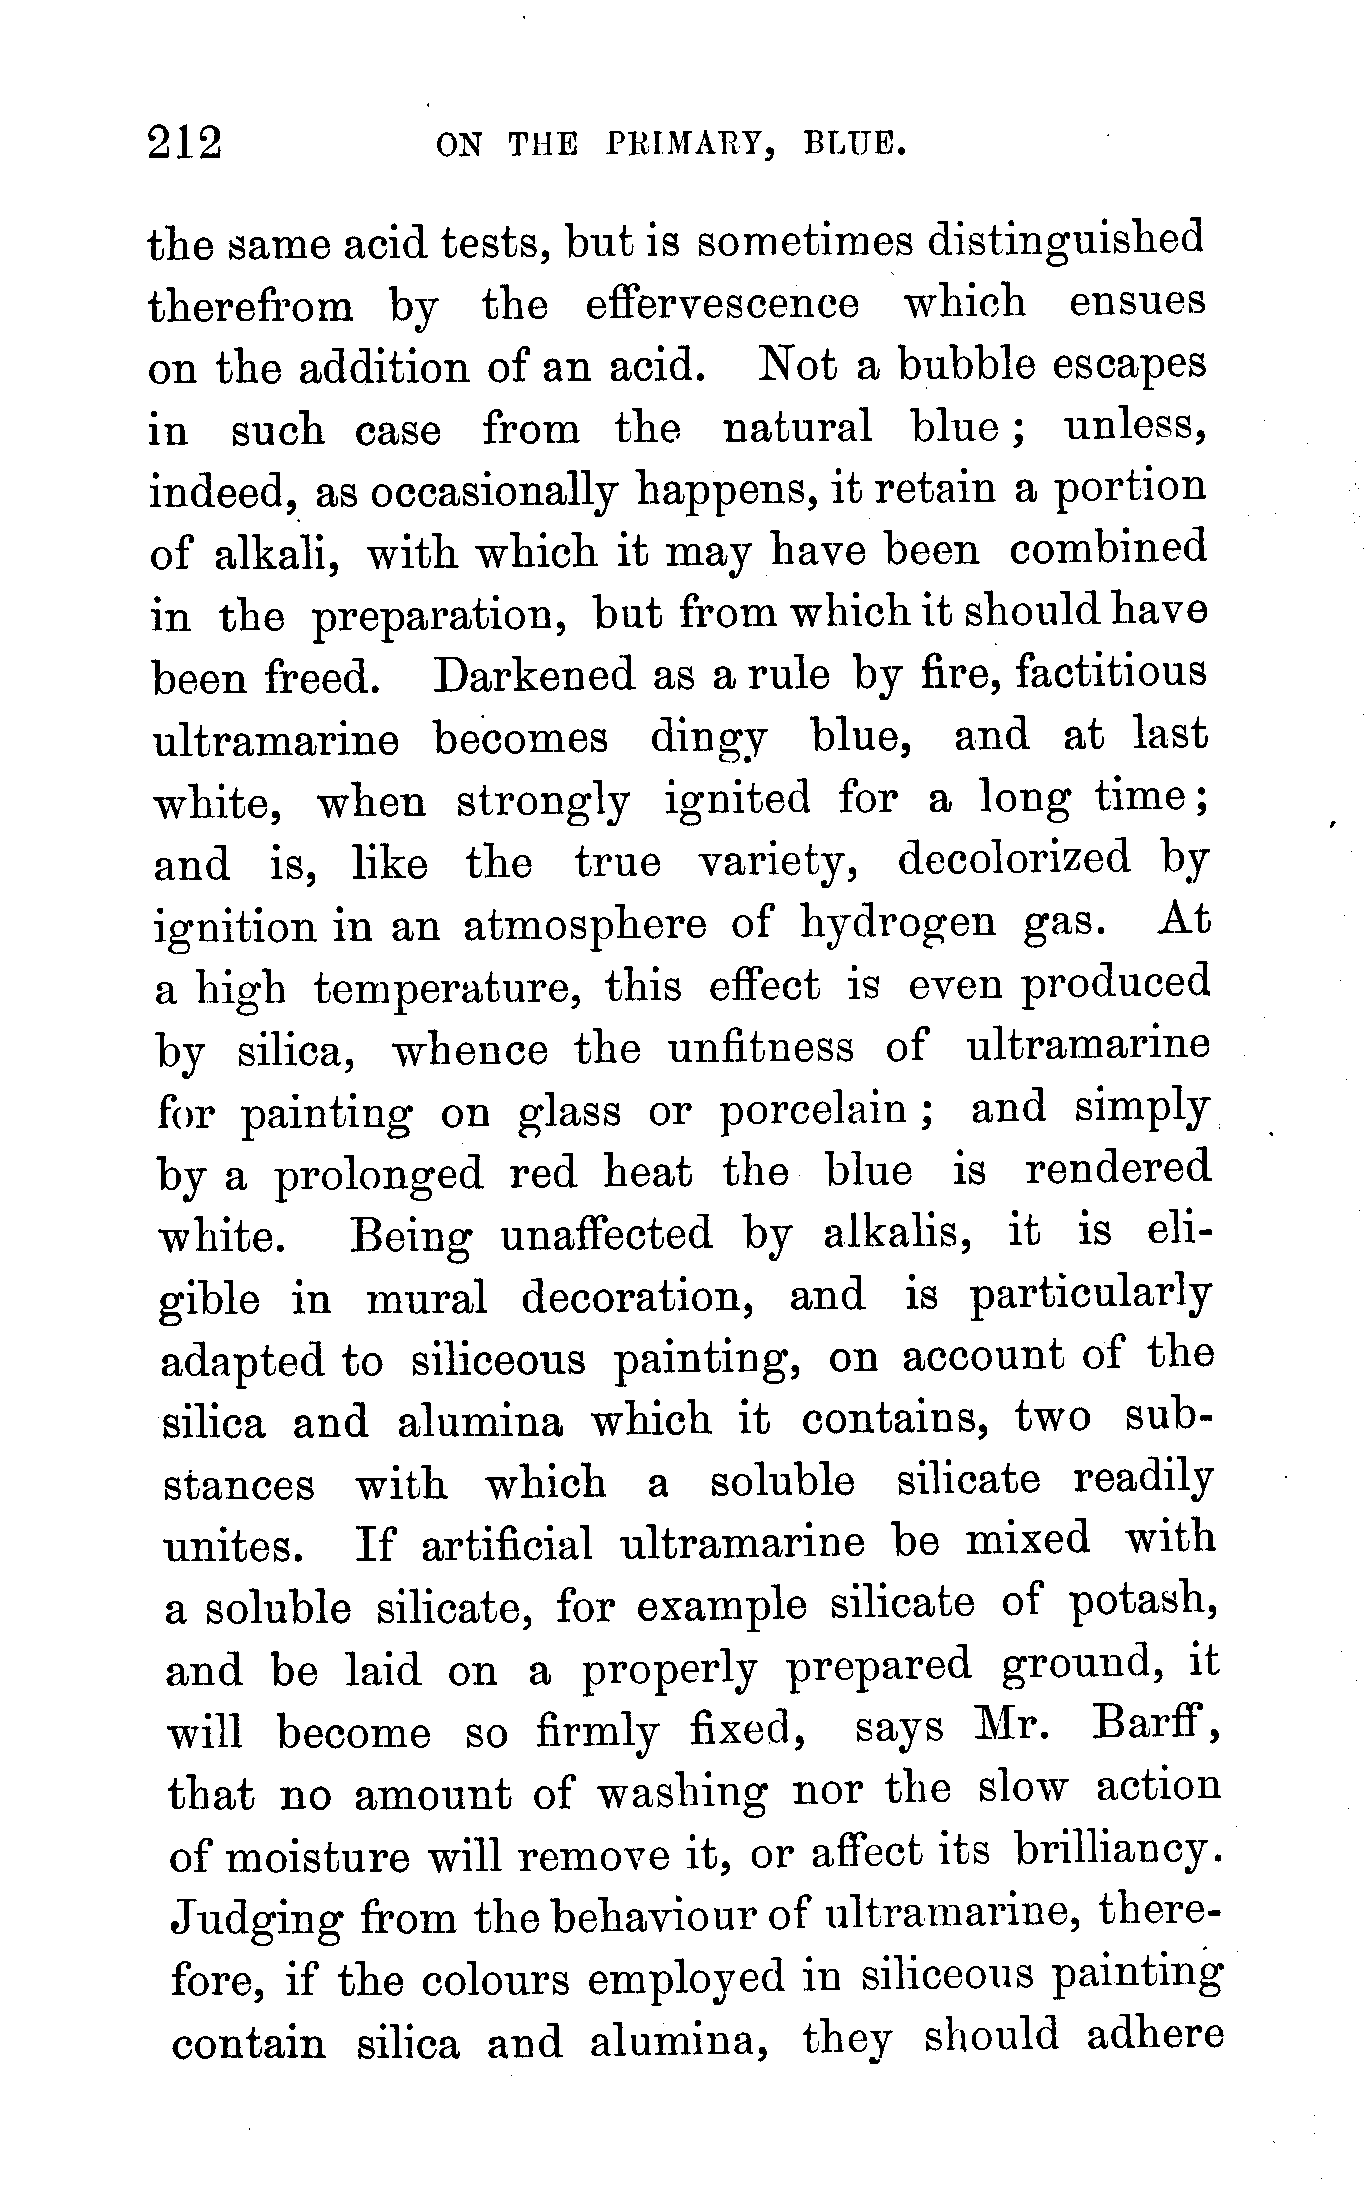 212 ON THE PRIMARY, BLUE.
the same acid tests, but is sometimes distinguished
therefrom by the effervescence which ensues
on the addition of an acid. Not a bubble escapes
in such case from the natural blue ; unless,
indeed, as occasionally happens, it retain a portion
of alkali, with which it may have been combined
in the preparation, but from which it should have
been freed. Darkened as a rule by fire, factitious
ultramarine becomes dingy blue, and at last
white, when strongly ignited for a long time ;
and is, like the true variety, decolorized by
ignition in an atmosphere of hydrogen gas. At
a high temperature, this effect is even produced
by silica, whence the unfitness of ultramarine
for painting on glass or porcelain ; and simply
by a prolonged red heat the blue is rendered
white. Being unaffected by alkalis, it is eli-
gible in mural decoration, and is particularly
adapted to siliceous painting, on account of the
silica and alumina which it contains, two sub-
stances with which a soluble silicate readily
unites. If artificial ultramarine be mixed with
a soluble silicate, for example silicate of potash,
and be laid on a properly prepared ground, it
will become so firmly fixed, says Mr. Barff,
that no amount of washing nor the slow action
of moisture will remove it, or affect its brilliancy.
Judging from the behaviour of ultramarine, there-
fore, if the colours employed in siliceous painting
contain silica and alumina, they should adhere